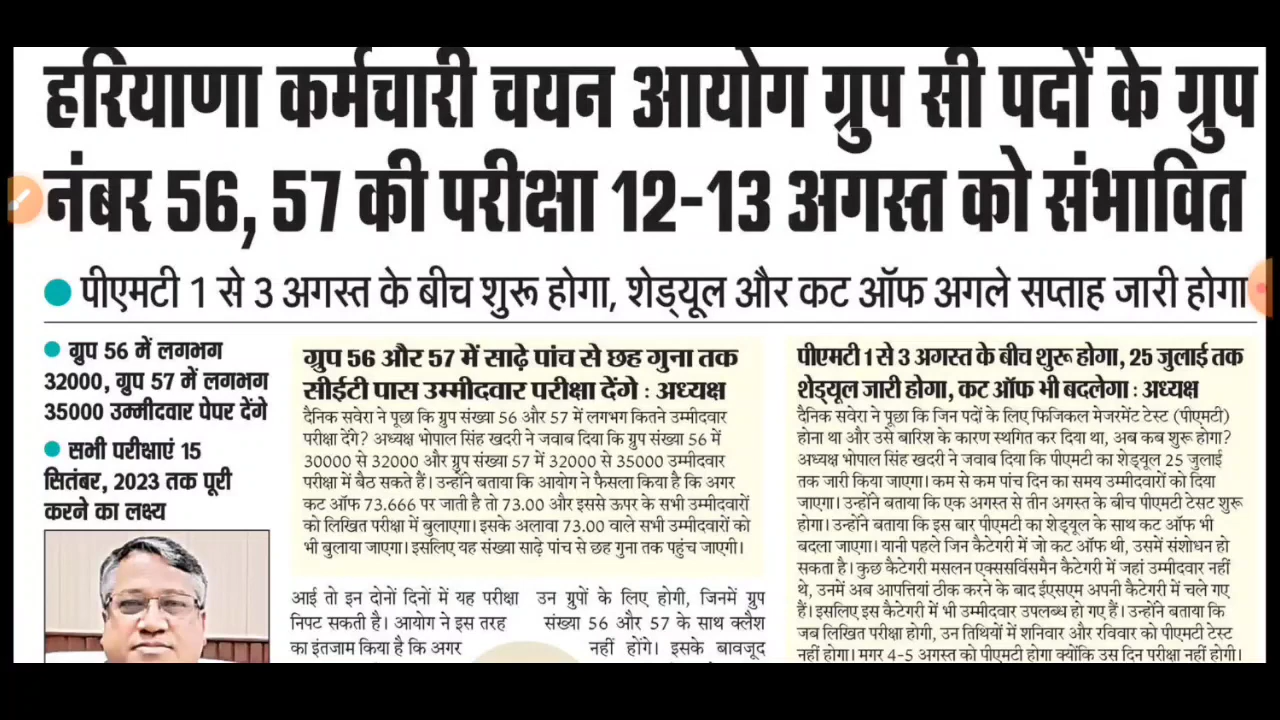 हरियाणा कर्मचारी चयन आयोग ग्रुप सी पदों के ग्रुप
नंबर 56, 57 की परीक्षा 12-13 अगस्त को संभावित
पीएमटी 1 से 3 अगस्त के बीच शुरू होगा, शेड्यूल और कट ऑफ अगले सप्ताह जारी होगा
ग्रुप 56 में लगभग
32000, ग्रुप 57 में लगभग
35000 उम्मीदवार पेपर देंगे
सभी परीक्षाएं 15
सितंबर, 2023 तक पूरी
करने का लक्ष्य
ग्रुप 56 और 57 में साढ़े पांच से छह गुना तक
सीईटी पास उम्मीदवार परीक्षा देंगे : अध्यक्ष
दैनिक सवेरा ने पूछा कि ग्रुप संख्या 56 और 57 में लगभग कितने उम्मीदवार
परीक्षा देंगे? अध्यक्ष भोपाल सिंह खदरी ने जवाब दिया कि ग्रुप संख्या 56 में
30000 से 32000 और ग्रुप संख्या 57 में 32000 से 35000 उम्मीदवार
परीक्षा में बैठ सकते हैं। उन्होंने बताया कि आयोग ने फैसला किया है कि अगर
कट ऑफ 73.666 पर जाती है तो 73.00 और इससे ऊपर के सभी उम्मीदवारों
को लिखित परीक्षा में बुलाएगा। इसके अलावा 73.00 वाले सभी उम्मीदवारों को
भी बुलाया जाएगा। इसलिए यह संख्या साढ़े पांच से छह गुना तक पहुंच जाएगी।
आई तो इन दोनों दिनों में यह परीक्षा
निपट सकती है। आयोग ने इस तरह
का इंतजाम किया है कि अगर
उन ग्रुपों के लिए होगी, जिनमें ग्रुप
संख्या 56 और 57 के साथ क्लैश
नहीं होंगे। इसके बावजूद
पीएमटी 1 से 3 अगस्त के बीच शुरू होगा, 25 जुलाई तक
शेड्यूल जारी होगा, कट ऑफ भी बदलेगा : अध्यक्ष
दैनिक सवेरा ने पूछा कि जिन पदों के लिए फिजिकल मेजरमेंट टेस्ट (पीएमटी)
होना था और उसे बारिश के कारण स्थगित कर दिया था, अब कब शुरू होगा?
अध्यक्ष भोपाल सिंह खदरी ने जवाब दिया कि पीएमटी का शेड्यूल 25 जुलाई
तक जारी किया जाएगा। कम से कम पांच दिन का समय उम्मीदवारों को दिया
जाएगा। उन्होंने बताया कि एक अगस्त से तीन अगस्त के बीच पीएमटी टेसट शुरू
होगा। उन्होंने बताया कि इस बार पीएमटी का शेड्यूल के साथ कट ऑफ भी
बदला जाएगा। यानी पहले जिन कैटेगरी में जो कट ऑफ थी, उसमें संशोधन हो
सकता है। कुछ कैटेगरी मसलन एक्ससर्विसमैन कैटेगरी में जहां उम्मीदवार नहीं
थे, उनमें अब आपत्तियां ठीक करने के बाद ईएसएम अपनी कैटेगरी में चले गए
हैं। इसलिए इस कैटेगरी में भी उम्मीदवार उपलब्ध हो गए हैं। उन्होंने बताया कि
जब लिखित परीक्षा होगी, उन तिथियों में शनिवार और रविवार को पीएमटी टेस्ट
नहीं होगा। मगर 4-5 अगस्त को पीएमटी होगा क्योंकि उस दिन परीक्षा नहीं होगी।